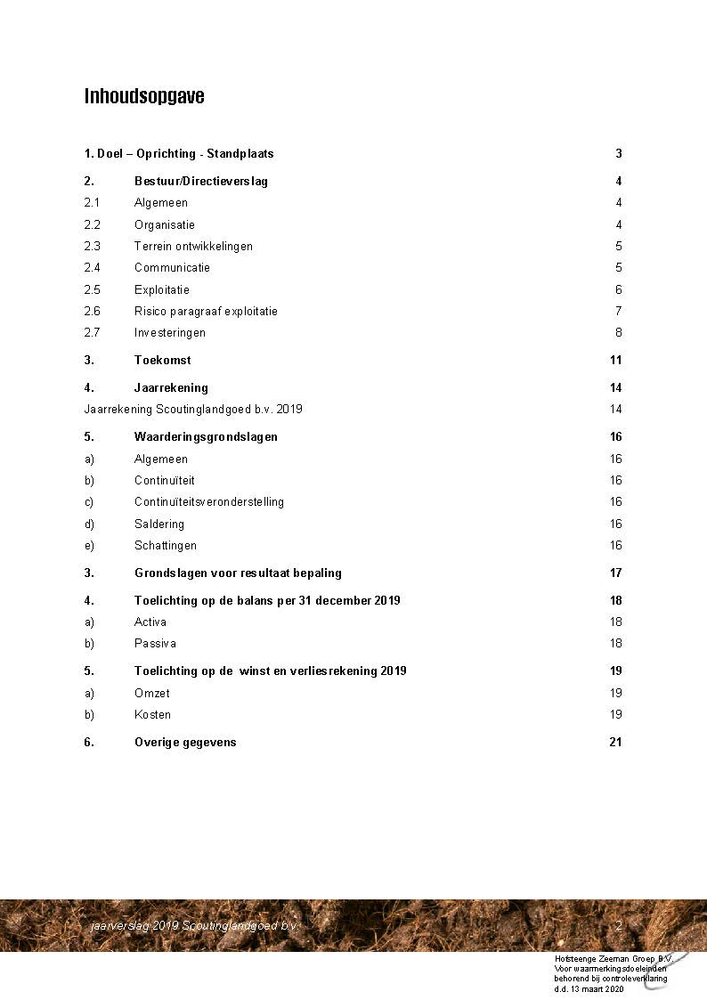 Inhoudsopgave
1. Doel – Oprichting - Standplaats 3
2. Bestuur/Directieverslag 4
2.1 Algemeen 4
2.2 Organisatie 4
2.3 Terrein ontwikkelingen 5
2.4 Communicatie 5
2.5 Exploitatie 6
2.6 Risico paragraaf exploitatie 7
2.7 Investeringen 8
3. Toekomst 11
4. Jaarrekening 14
Jaarrekening Scoutinglandgoed b.v. 2019 14
5. Waarderingsgrondslagen 16
a) Algemeen 16
b) Continuïteit 16
c) Continuïteitsveronderstelling 16
d) Saldering 16
e) Schattingen 16
3. Grondslagen voor resultaat bepaling 17
4. Toelichting op de balans per 31 december 2019 18
a) Activa 18
b) Passiva 18
5. Toelichting op de winst en verliesrekening 2019 19
a) Omzet 19
b) Kosten 19
6. Overige gegevens 21
jaarverslag 2019 Scoutinglandgoed b.v. 2
Hofsteenge Zeeman Groep B.V.
Voor waarmerkingsdoeleinden
behorend bij controleverklaring
d.d. 13 maart 2020